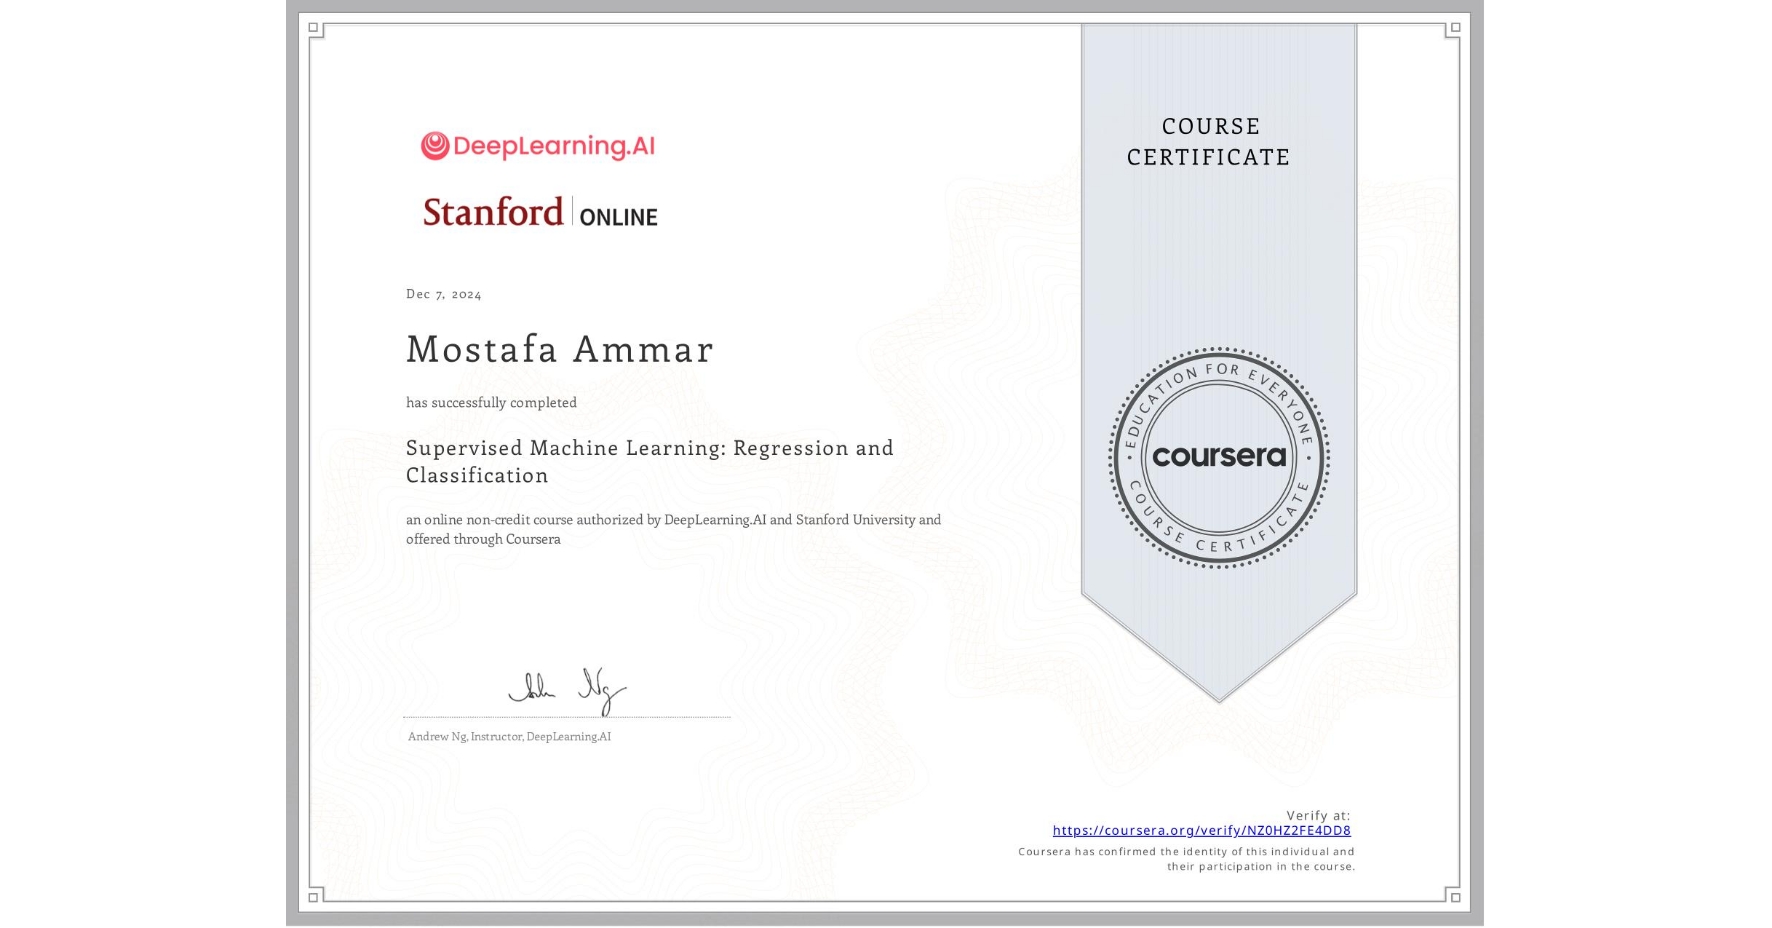 DeepLearning.AI
Stanford | ONLINE
Dec 7, 2024
Mostafa Ammar
has successfully completed
Supervised Machine Learning: Regression and
Classification
an online non-credit course authorized by DeepLearning.AI and Stanford University and
offered through Coursera
Andrew Ng, Instructor, DeepLearning.AI
COURSE
CERTIFICATE
EDUCATION FOR EVERYONE
coursera
COURSE CERTIFICATE
Verify at:
https://coursera.org/verify/NZ0HZ2FE4DD8
Coursera has confirmed the identity of this individual and
their participation in the course.